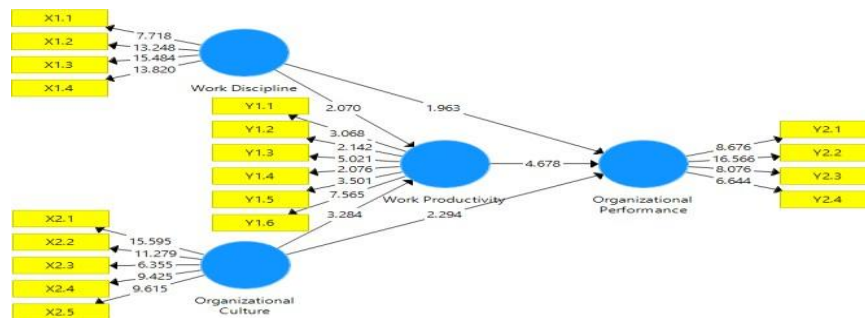 X1.1
X1.2
X1.3
X1.4
7.718
13.248
15.484
13.820
Work Discipline
2.070
1.963
Y1.1
Y1.2
Y1.3
Y1.4
Y1.5
Y1.6
3.068
2.142
5.021
2.076
3.501
7.565
Work Productivity
4.678
3.284
2.294
8.676
16.566
8.076
6.644
Y2.1
Y2.2
Y2.3
Y2.4
Organizational
Performance
X2.1
X2.2
X2.3
X2.4
X2.5
15.595
11.279
6.355
9.425
9.615
Organizational
Culture